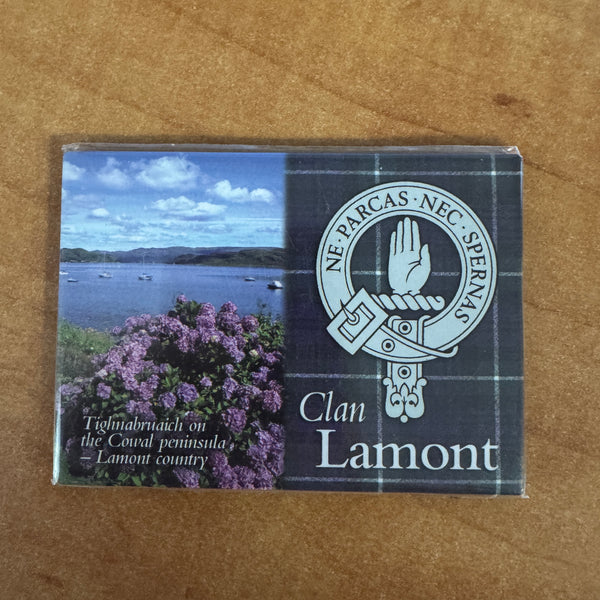 NE · PARCAS · NEC · SPERNAS
Clan
Lamont
Tighnabruaich on
the Cowal peninsula
– Lamont country